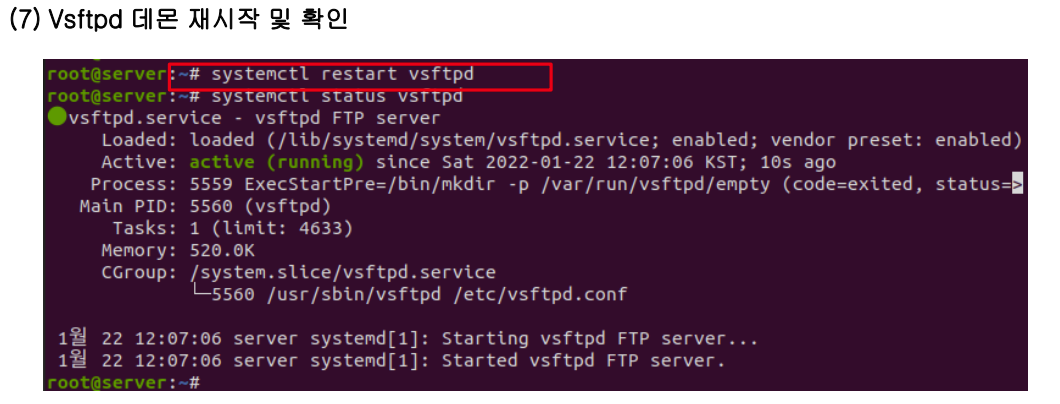 (7) Vsftpd 데몬 재시작 및 확인
root@server:~# systemctl restart vsftpd
root@server:~# systemctl status vsftpd
vsftpd.service - vsftpd FTP server
Loaded: loaded (/lib/systemd/system/vsftpd.service; enabled; vendor preset: enabled)
Active: active (running) since Sat 2022-01-22 12:07:06 KST; 10s ago
Process: 5559 ExecStartPre=/bin/mkdir -p /var/run/vsftpd/empty (code=exited, status=>
Main PID: 5560 (vsftpd)
Tasks: 1 (limit: 4633)
Memory: 520.0K
CGroup: /system.slice/vsftpd.service
└─5560 /usr/sbin/vsftpd /etc/vsftpd.conf
1월 22 12:07:06 server systemd[1]: Starting vsftpd FTP server...
1월 22 12:07:06 server systemd[1]: Started vsftpd FTP server.
root@server:~#